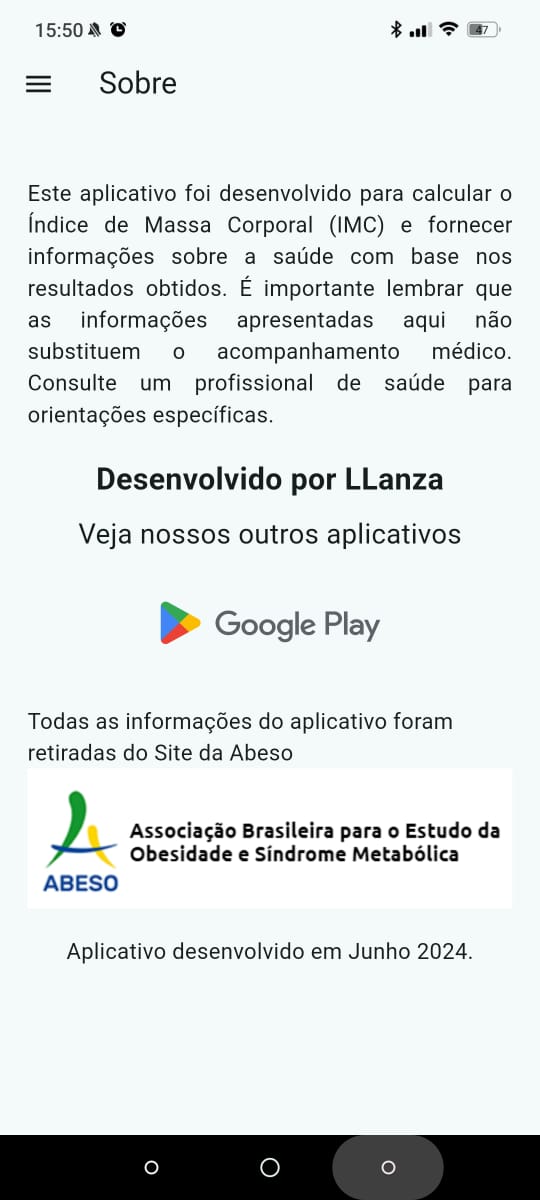 15:50
47
Sobre
Este aplicativo foi desenvolvido para calcular o
Índice de Massa Corporal (IMC) e fornecer
informações sobre a saúde com base nos
resultados obtidos. É importante lembrar que
as informações apresentadas aqui não
substituem o acompanhamento médico.
Consulte um profissional de saúde para
orientações específicas.
Desenvolvido por LLanza
Veja nossos outros aplicativos
Google Play
Todas as informações do aplicativo foram
retiradas do Site da Abeso
Associação Brasileira para o Estudo da
Obesidade e Síndrome Metabólica
ABESO
Aplicativo desenvolvido em Junho 2024.